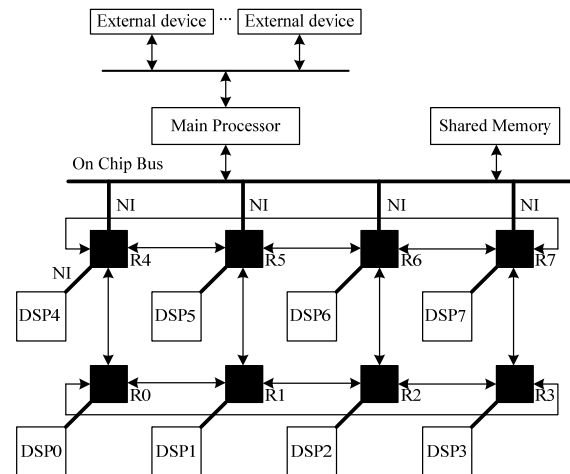 External device ... External device
Main Processor
Shared Memory
On Chip Bus
NI NI NI NI
R4 R5 R6 R7
NI
DSP4 DSP5 DSP6 DSP7
R0 R1 R2 R3
DSP0 DSP1 DSP2 DSP3